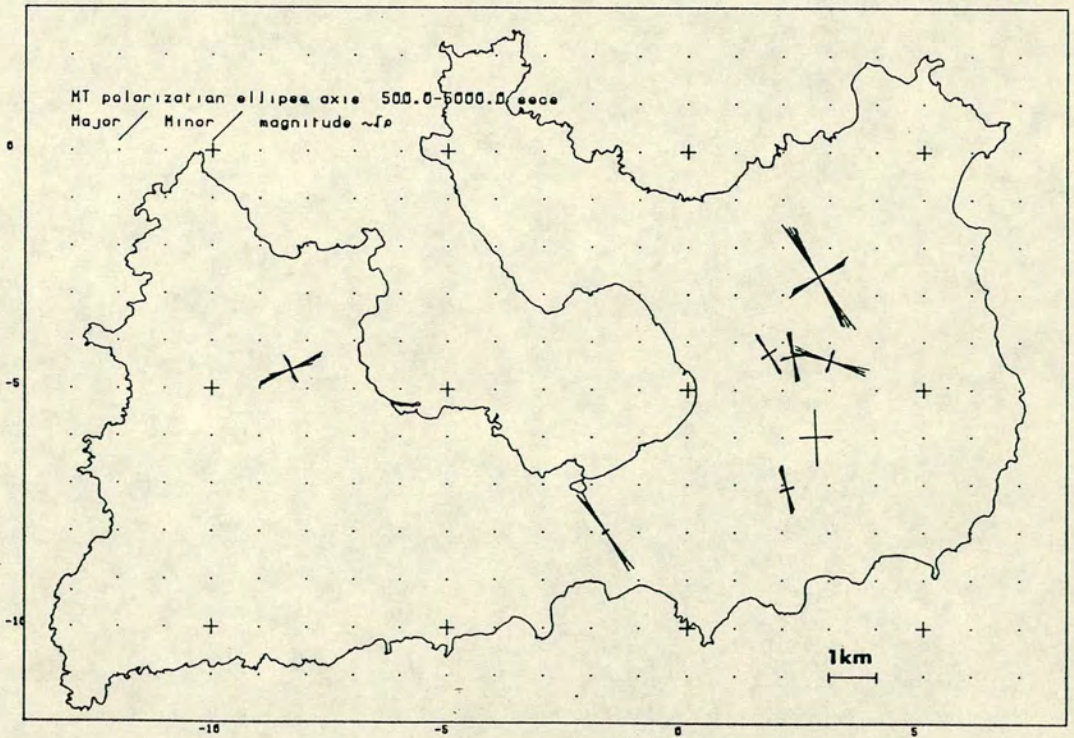 MT polarization ellipse axis 500.0-5000.0 secs
Major / Minor / magnitude ~√ρ
0
-5
-10
1km
-10
-5
0
5